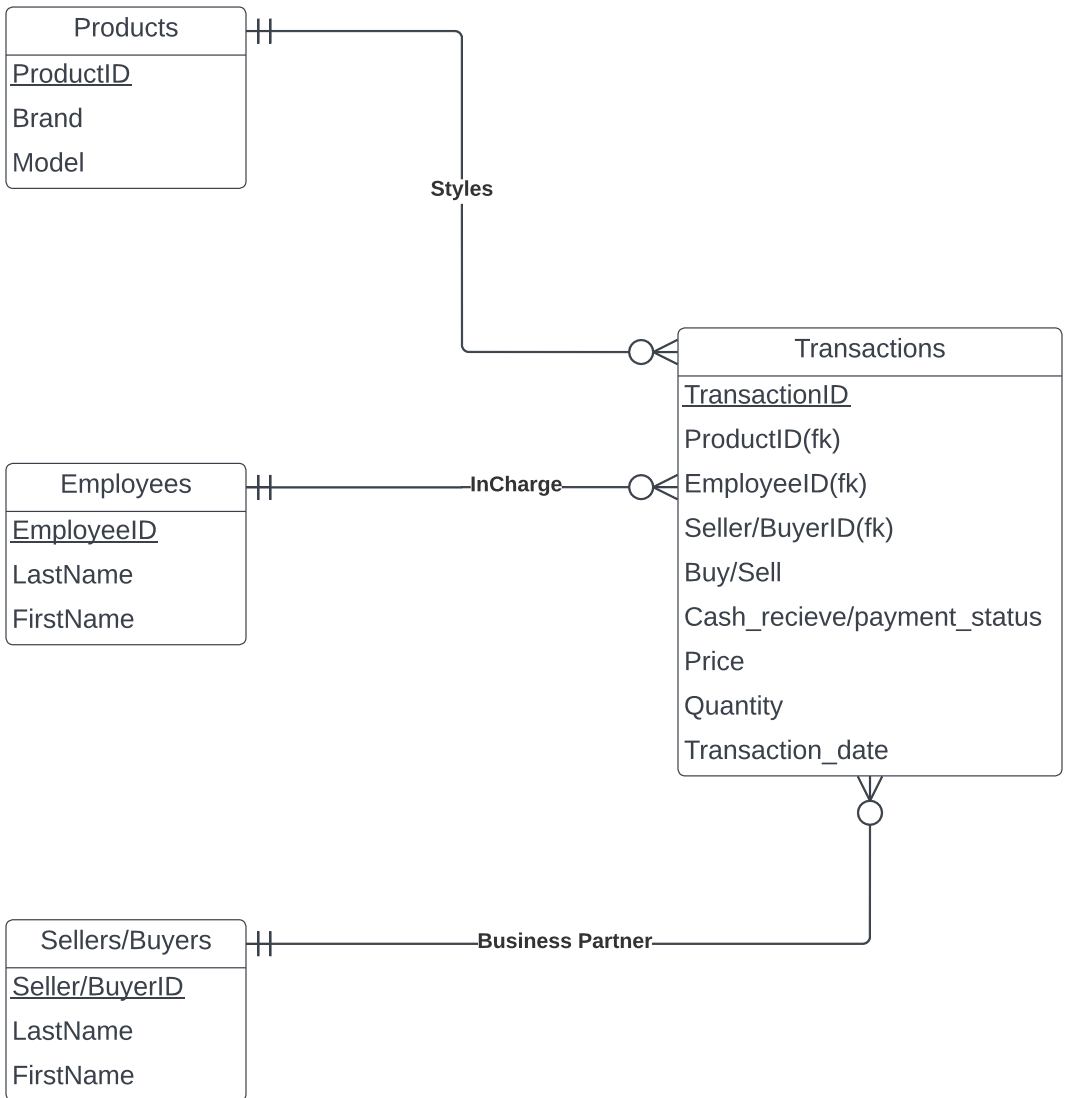 Products
ProductID
Brand
Model
Styles
Transactions
TransactionID
ProductID(fk)
EmployeeID(fk)
Seller/BuyerID(fk)
Buy/Sell
Cash_recieve/payment_status
Price
Quantity
Transaction_date
Employees
EmployeeID
LastName
FirstName
InCharge
Sellers/Buyers
Seller/BuyerID
LastName
FirstName
Business Partner